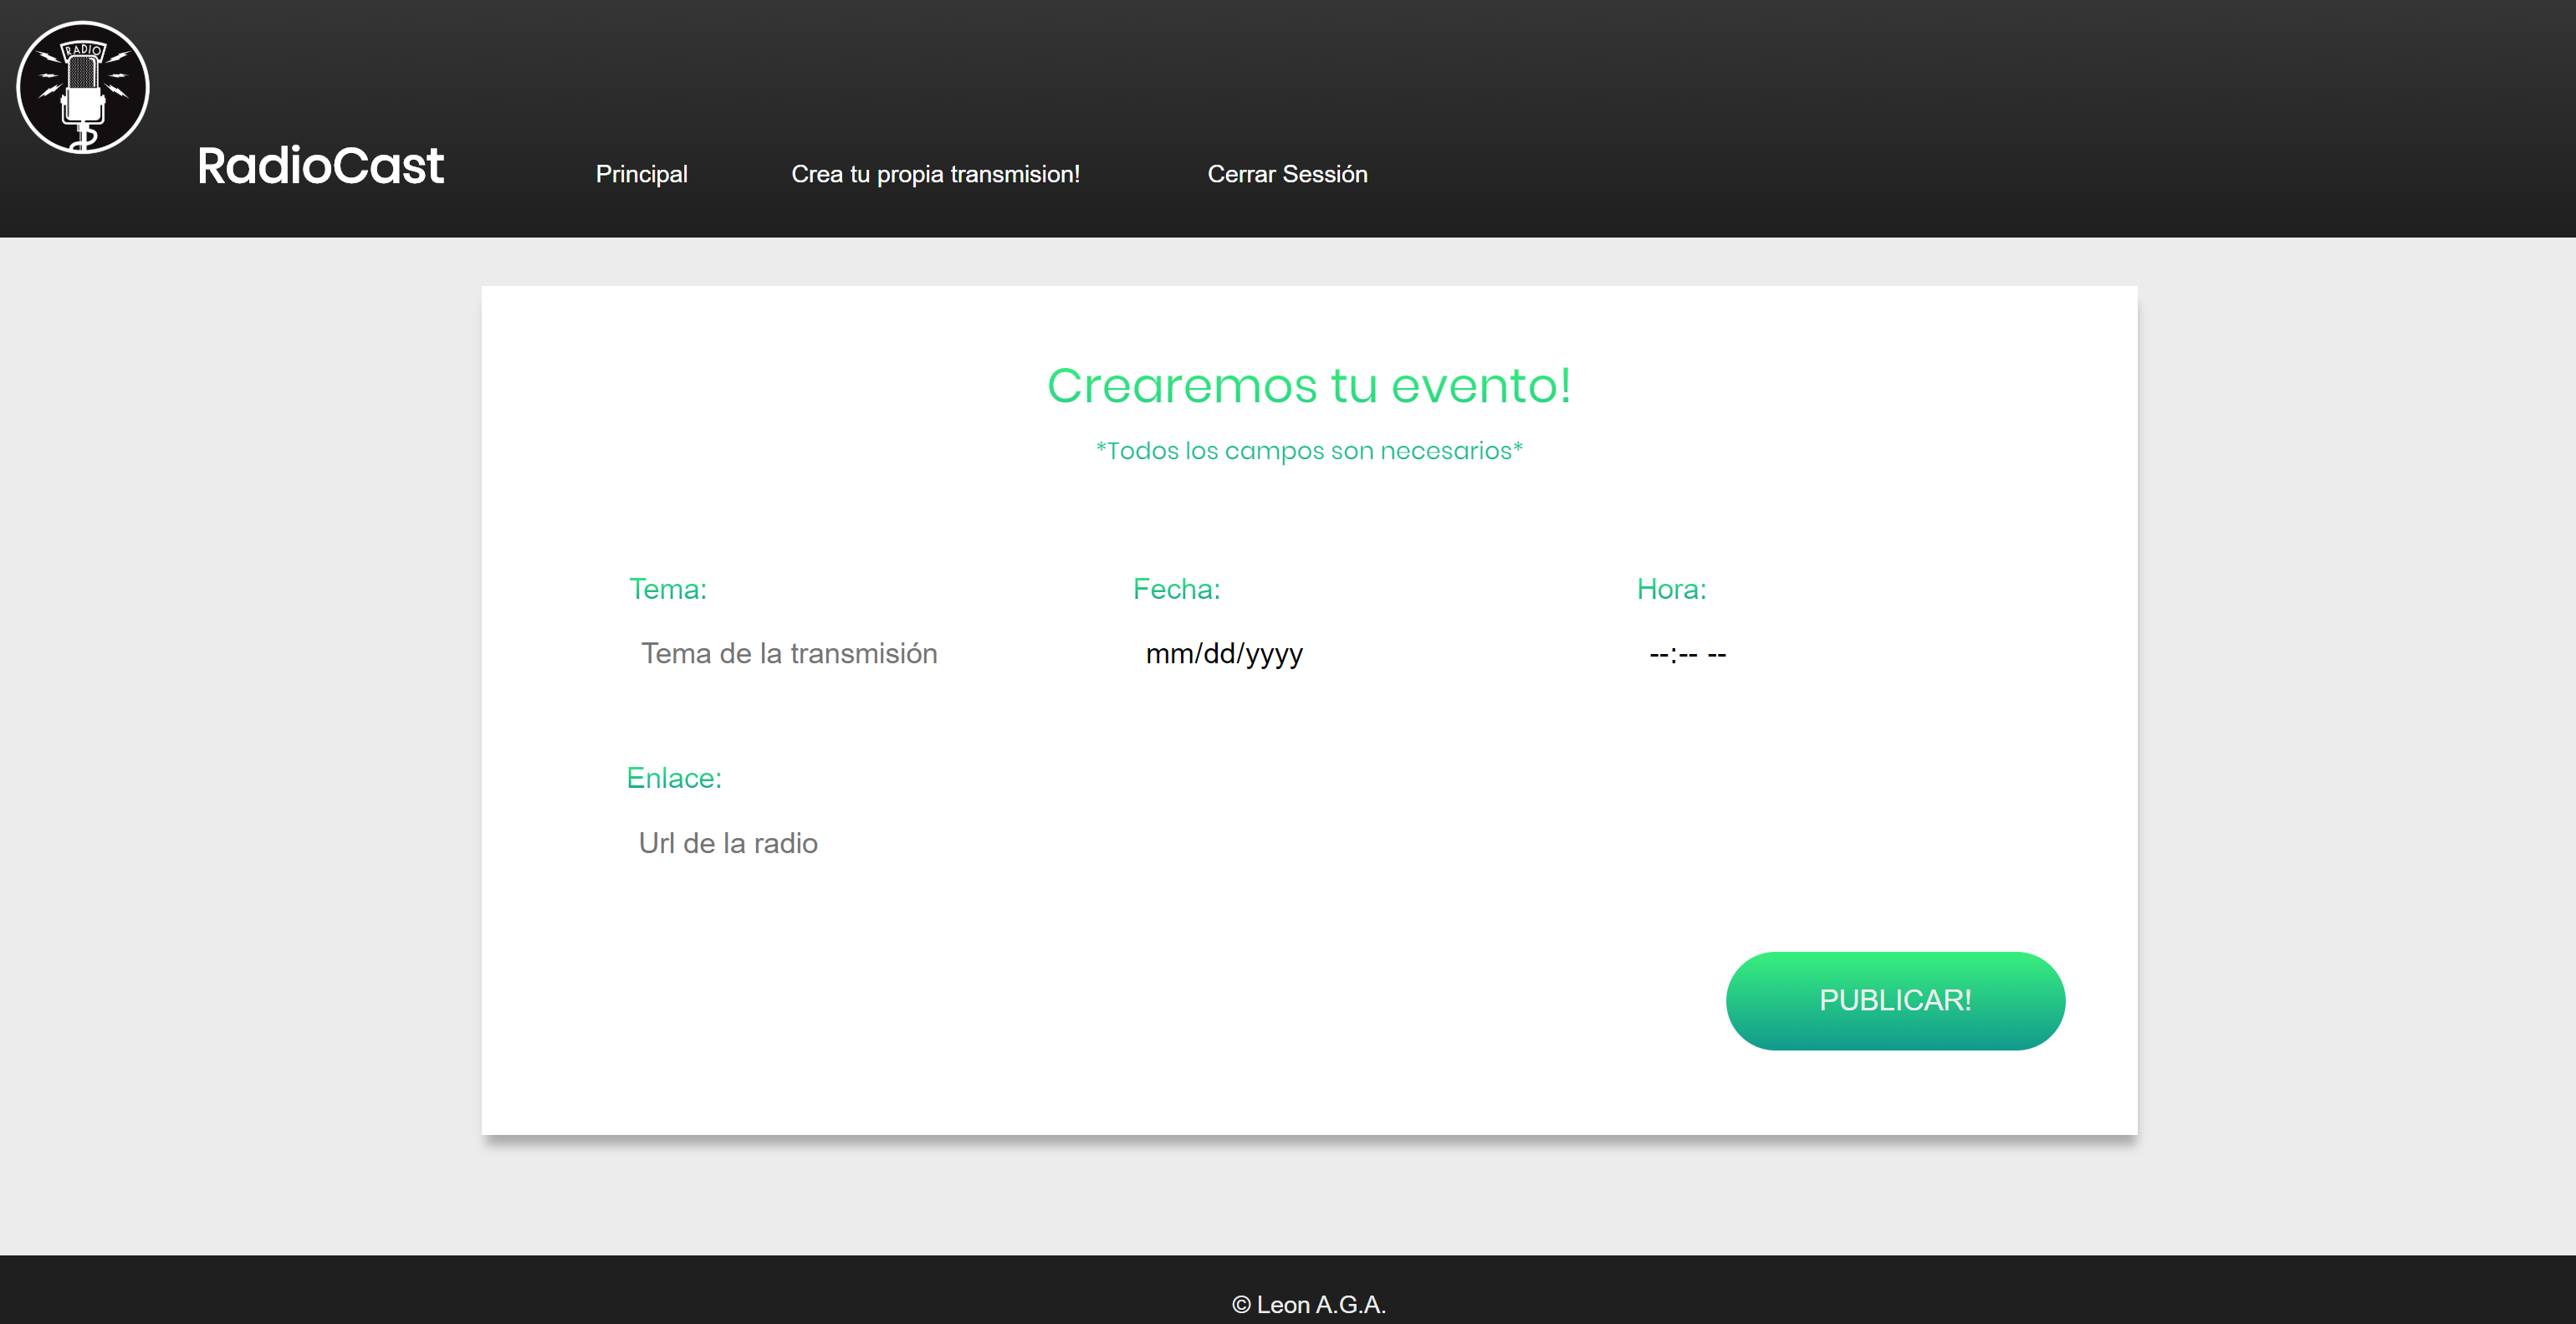 RADIO
RadioCast
Principal
Crea tu propia transmision!
Cerrar Sessión
Crearemos tu evento!
*Todos los campos son necesarios*
Tema:
Fecha:
Hora:
Tema de la transmisión
mm/dd/yyyy
--:-- --
Enlace:
Url de la radio
PUBLICAR!
© Leon A.G.A.